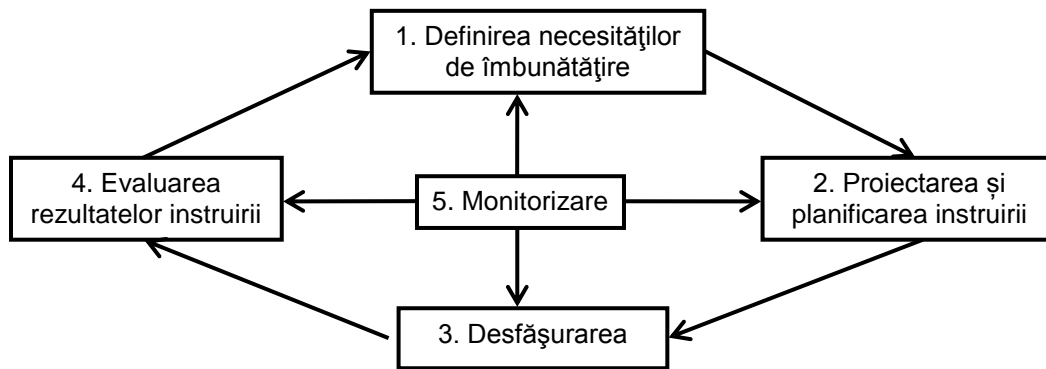 1. Definirea necesităţilor
de îmbunătăţire
4. Evaluarea
rezultatelor instruirii
5. Monitorizare
2. Proiectarea și
planificarea instruirii
3. Desfăşurarea